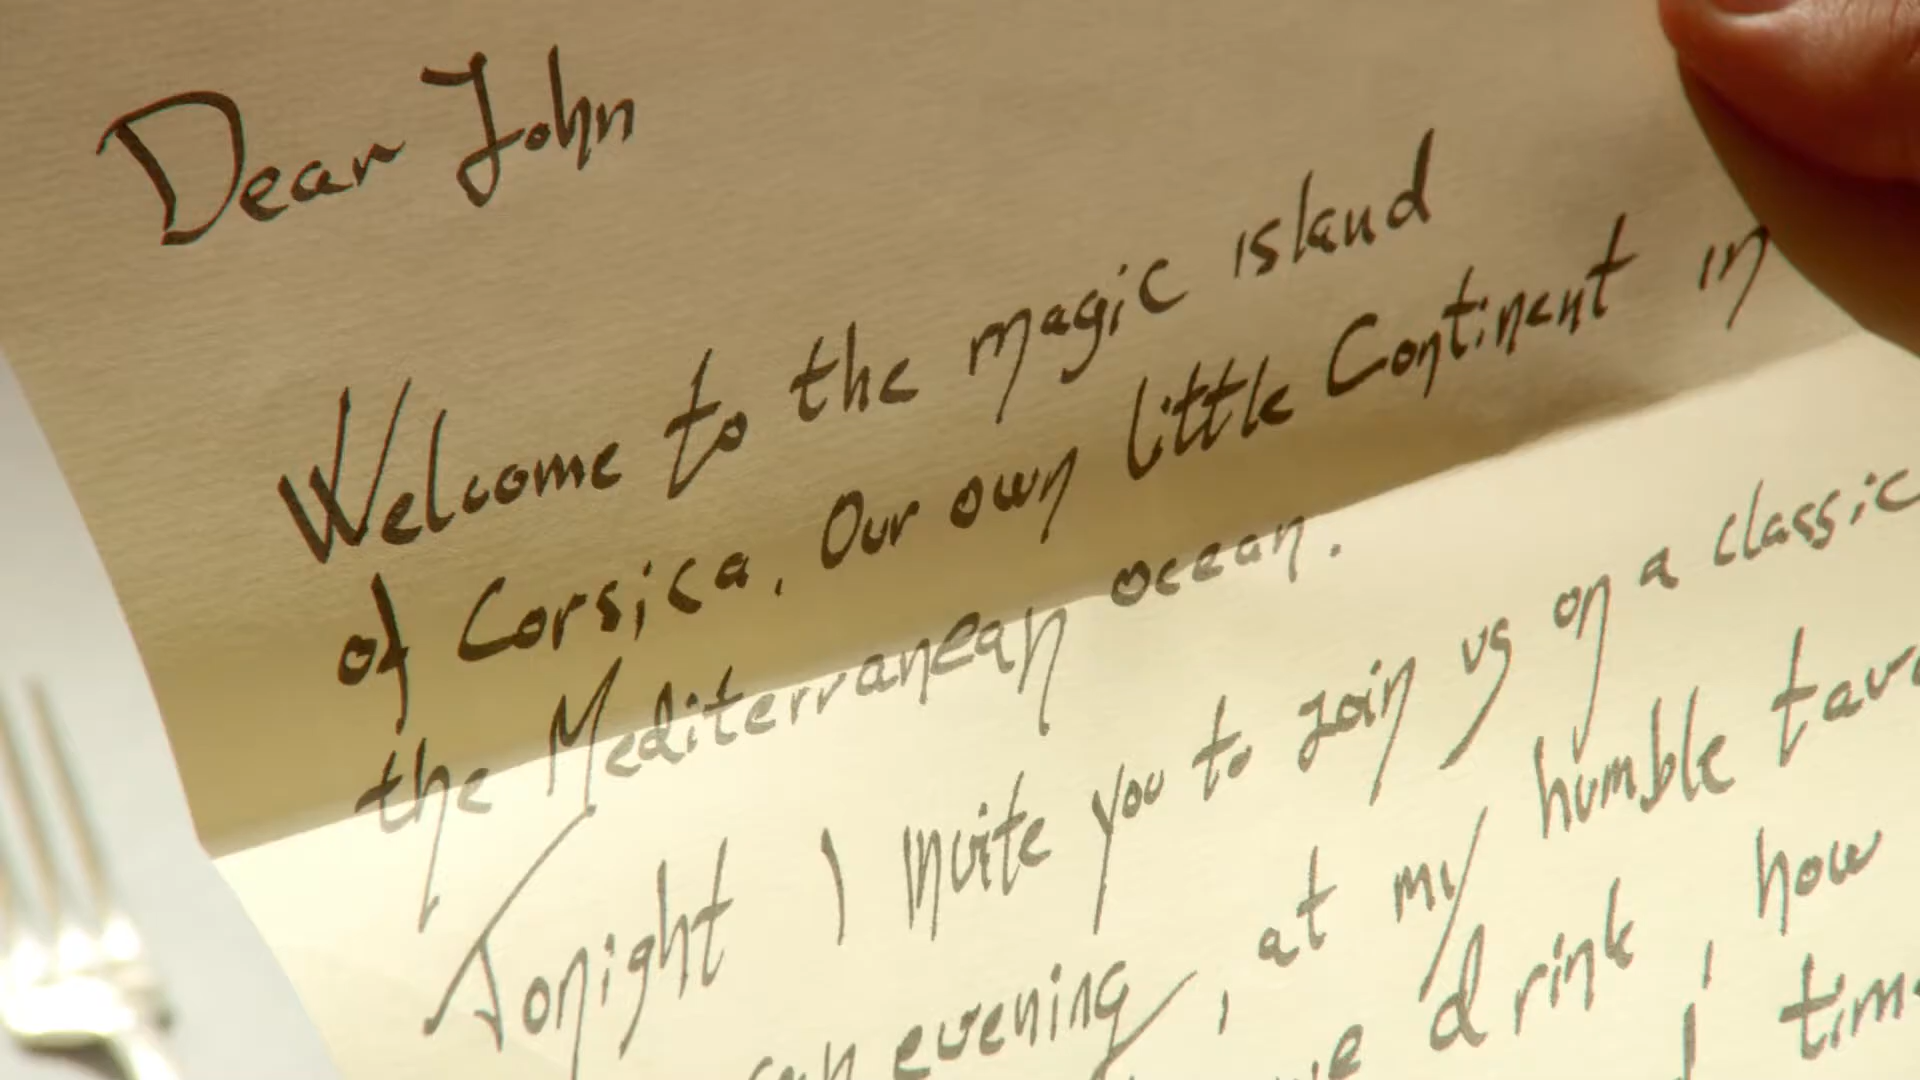 Dear John
Welcome to the magic island
of Corsica. Our own little Continent in
the Mediterranean ocean.
Tonight I invite you to join us on a classic
evening, at my humble
drink, how